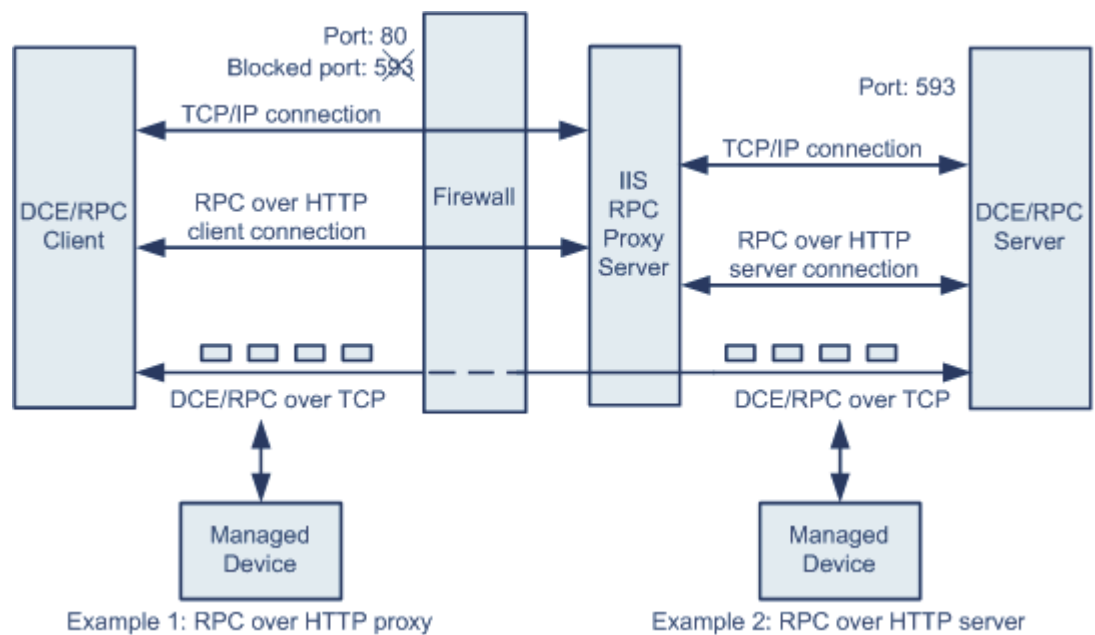 Port: 80
Blocked port: 593
Port: 593
TCP/IP connection
TCP/IP connection
DCE/RPC
Client
RPC over HTTP
client connection
Firewall
IIS
RPC
Proxy
Server
RPC over HTTP
server connection
DCE/RPC
Server
DCE/RPC over TCP
DCE/RPC over TCP
Managed
Device
Managed
Device
Example 1: RPC over HTTP proxy
Example 2: RPC over HTTP server